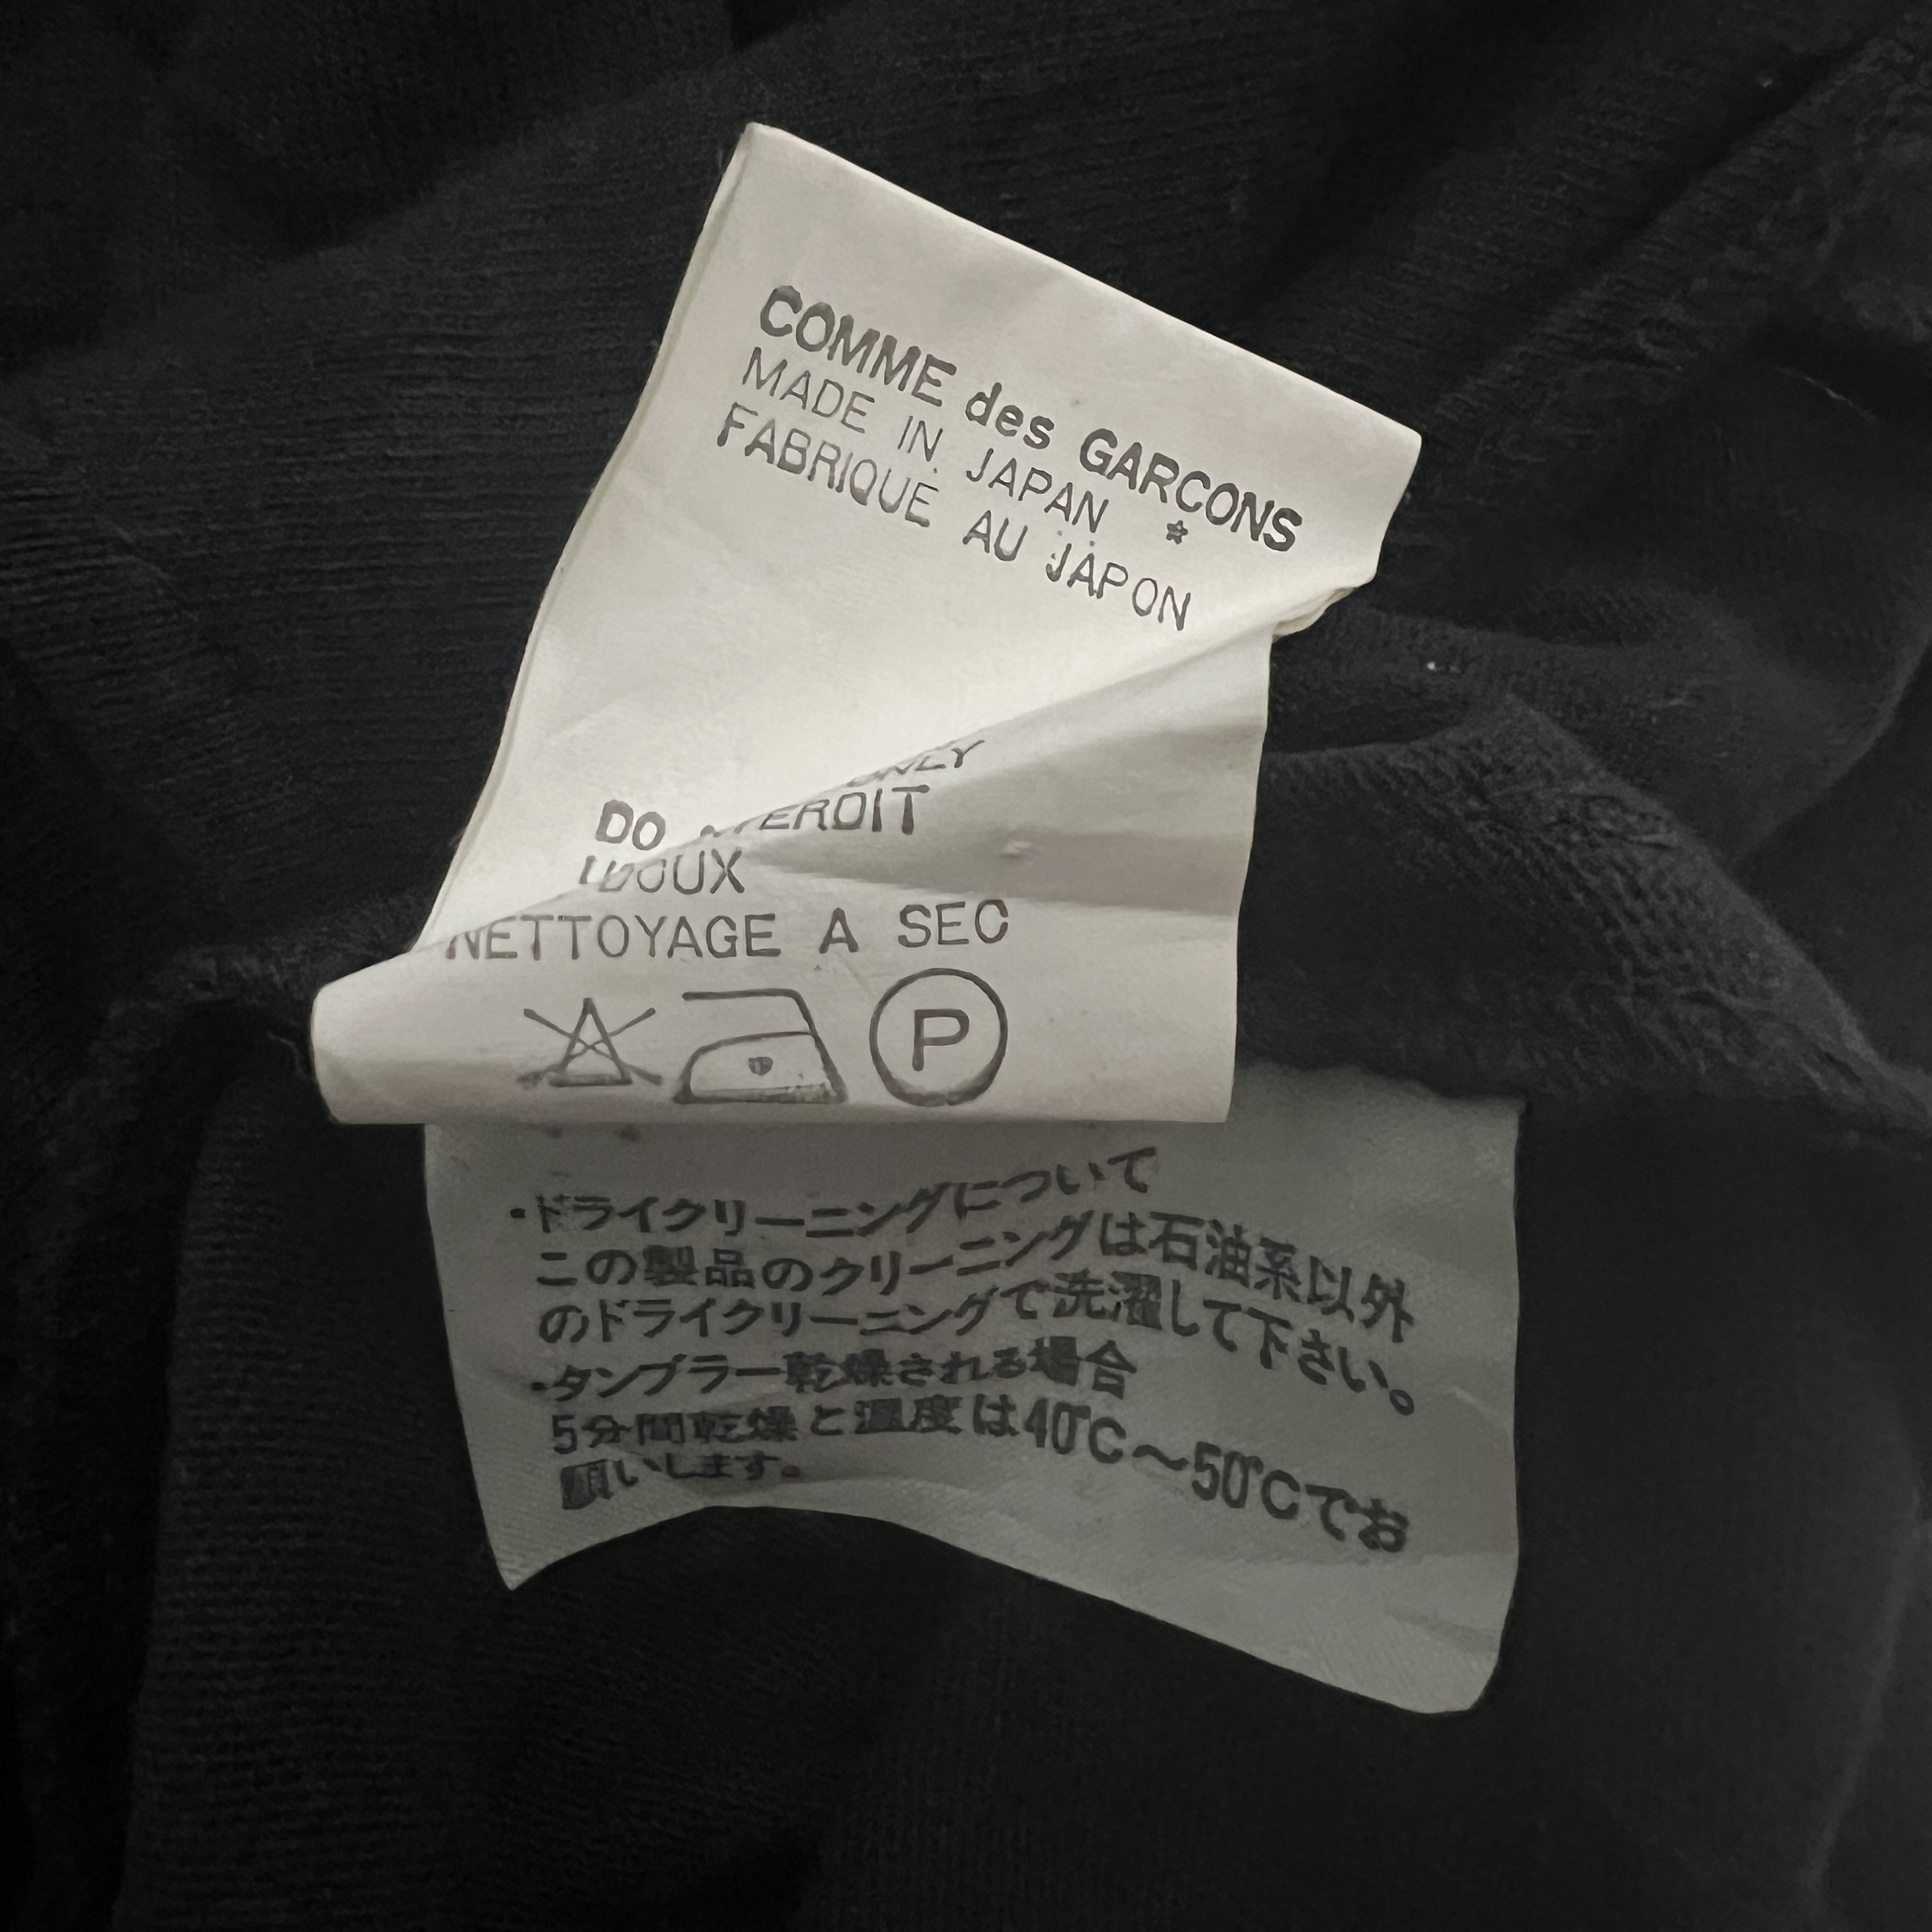 COMME des GARCONS
MADE IN JAPAN ☆
FABRIQUE AU JAPON
DO
DOUX
NETTOYAGE A SEC
P
・ドライクリーニングについて
この製品のクリーニングは石油系以外
のドライクリーニングで洗濯して下さい。
・タンブラー乾燥される場合
5分間乾燥と温度は40℃～50℃でお
願いします。